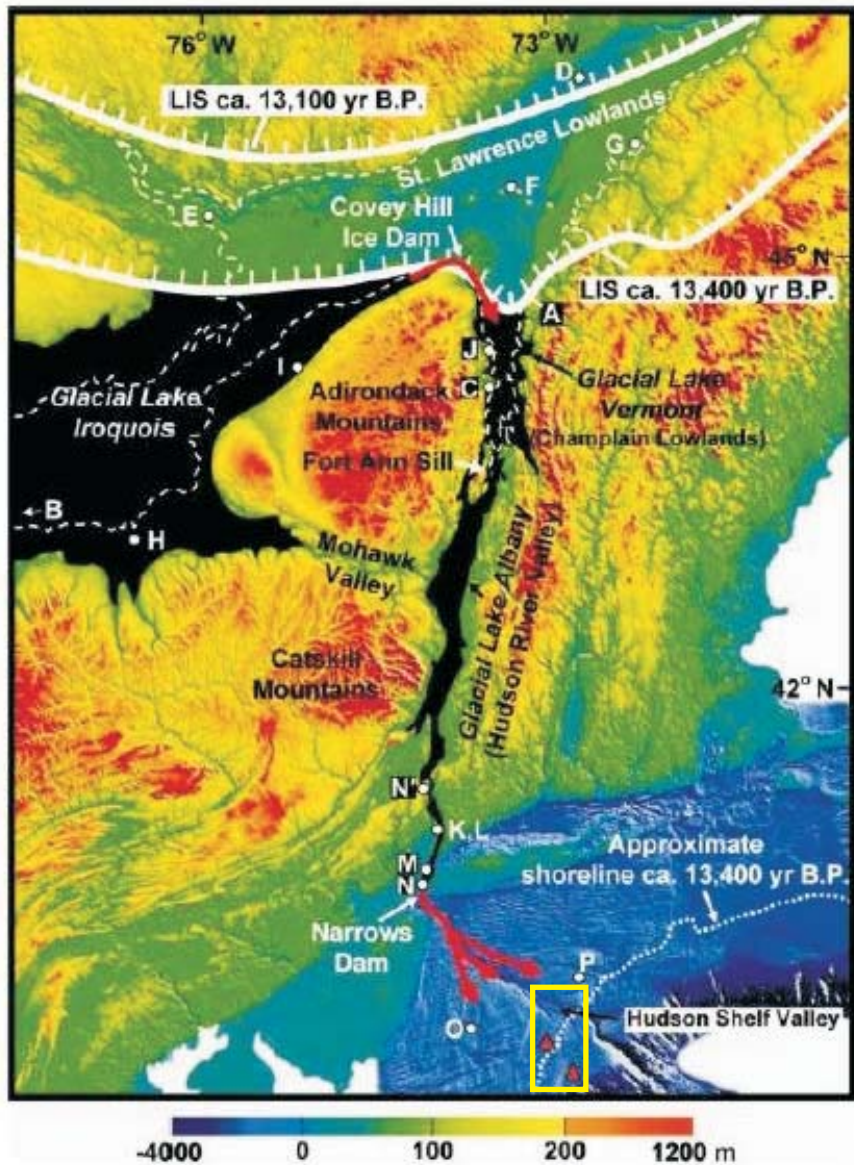 76° W
73° W
D
LIS ca. 13,100 yr B.P.
St. Lawrence Lowlands
G
F
E
Covey Hill
Ice Dam
45° N
LIS ca. 13,400 yr B.P.
A
J
I
C
Glacial Lake
Iroquois
Adirondack
Mountains
Glacial Lake
Vermont
(Champlain Lowlands)
Fort Ann Sill
B
H
Mohawk
Valley
Glacial Lake Albany
(Hudson River Valley)
Catskill
Mountains
42° N
N'
K,L
Approximate
shoreline ca. 13,400 yr B.P.
M
N
Narrows
Dam
P
Hudson Shelf Valley
O
-4000 0 100 200 1200 m